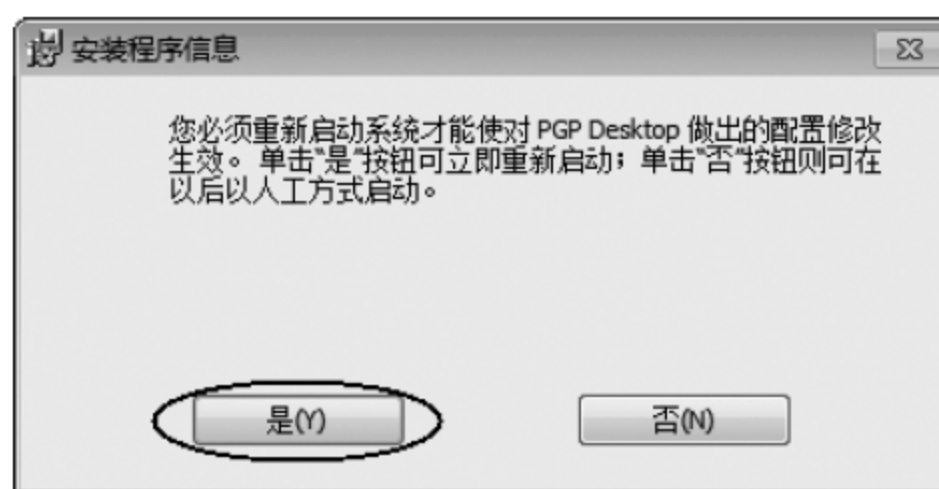 安装程序信息
您必须重新启动系统才能使对 PGP Desktop 做出的配置修改
生效。 单击"是"按钮可立即重新启动；单击"否"按钮则可在
以后以人工方式启动。
是(Y) 否(N)